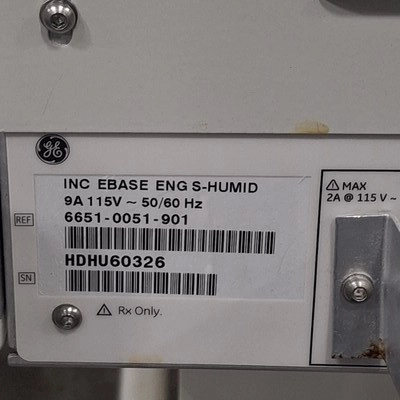 GE
INC EBASE ENG S-HUMID
9A 115V ~ 50/60 Hz
REF
6651-0051-901
HDHU60326
SN
⚠ Rx Only.
⚠ MAX
2A @ 115 V ~